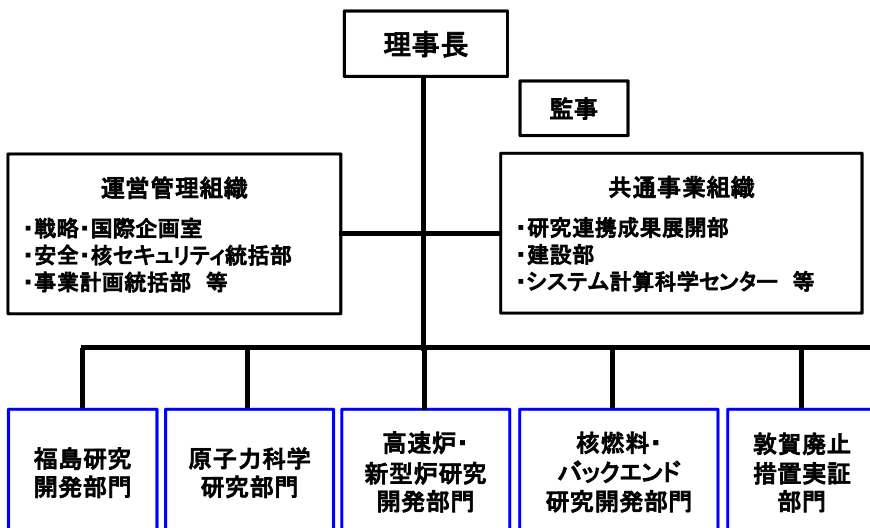 理事長
監事
運営管理組織
・戦略・国際企画室
・安全・核セキュリティ統括部
・事業計画統括部 等
共通事業組織
・研究連携成果展開部
・建設部
・システム計算科学センター 等
福島研究
開発部門
原子力科学
研究部門
高速炉・
新型炉研究
開発部門
核燃料・
バックエンド
研究開発部門
敦賀廃止
措置実証
部門